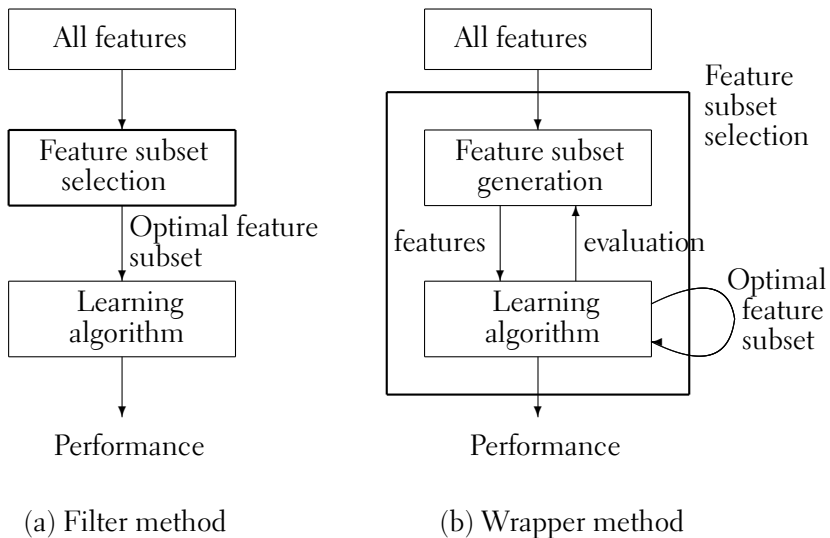 All features
Feature subset
selection
Optimal feature
subset
Learning
algorithm
Performance
(a) Filter method
All features
Feature
subset
selection
Feature subset
generation
features
evaluation
Learning
algorithm
Optimal
feature
subset
Performance
(b) Wrapper method